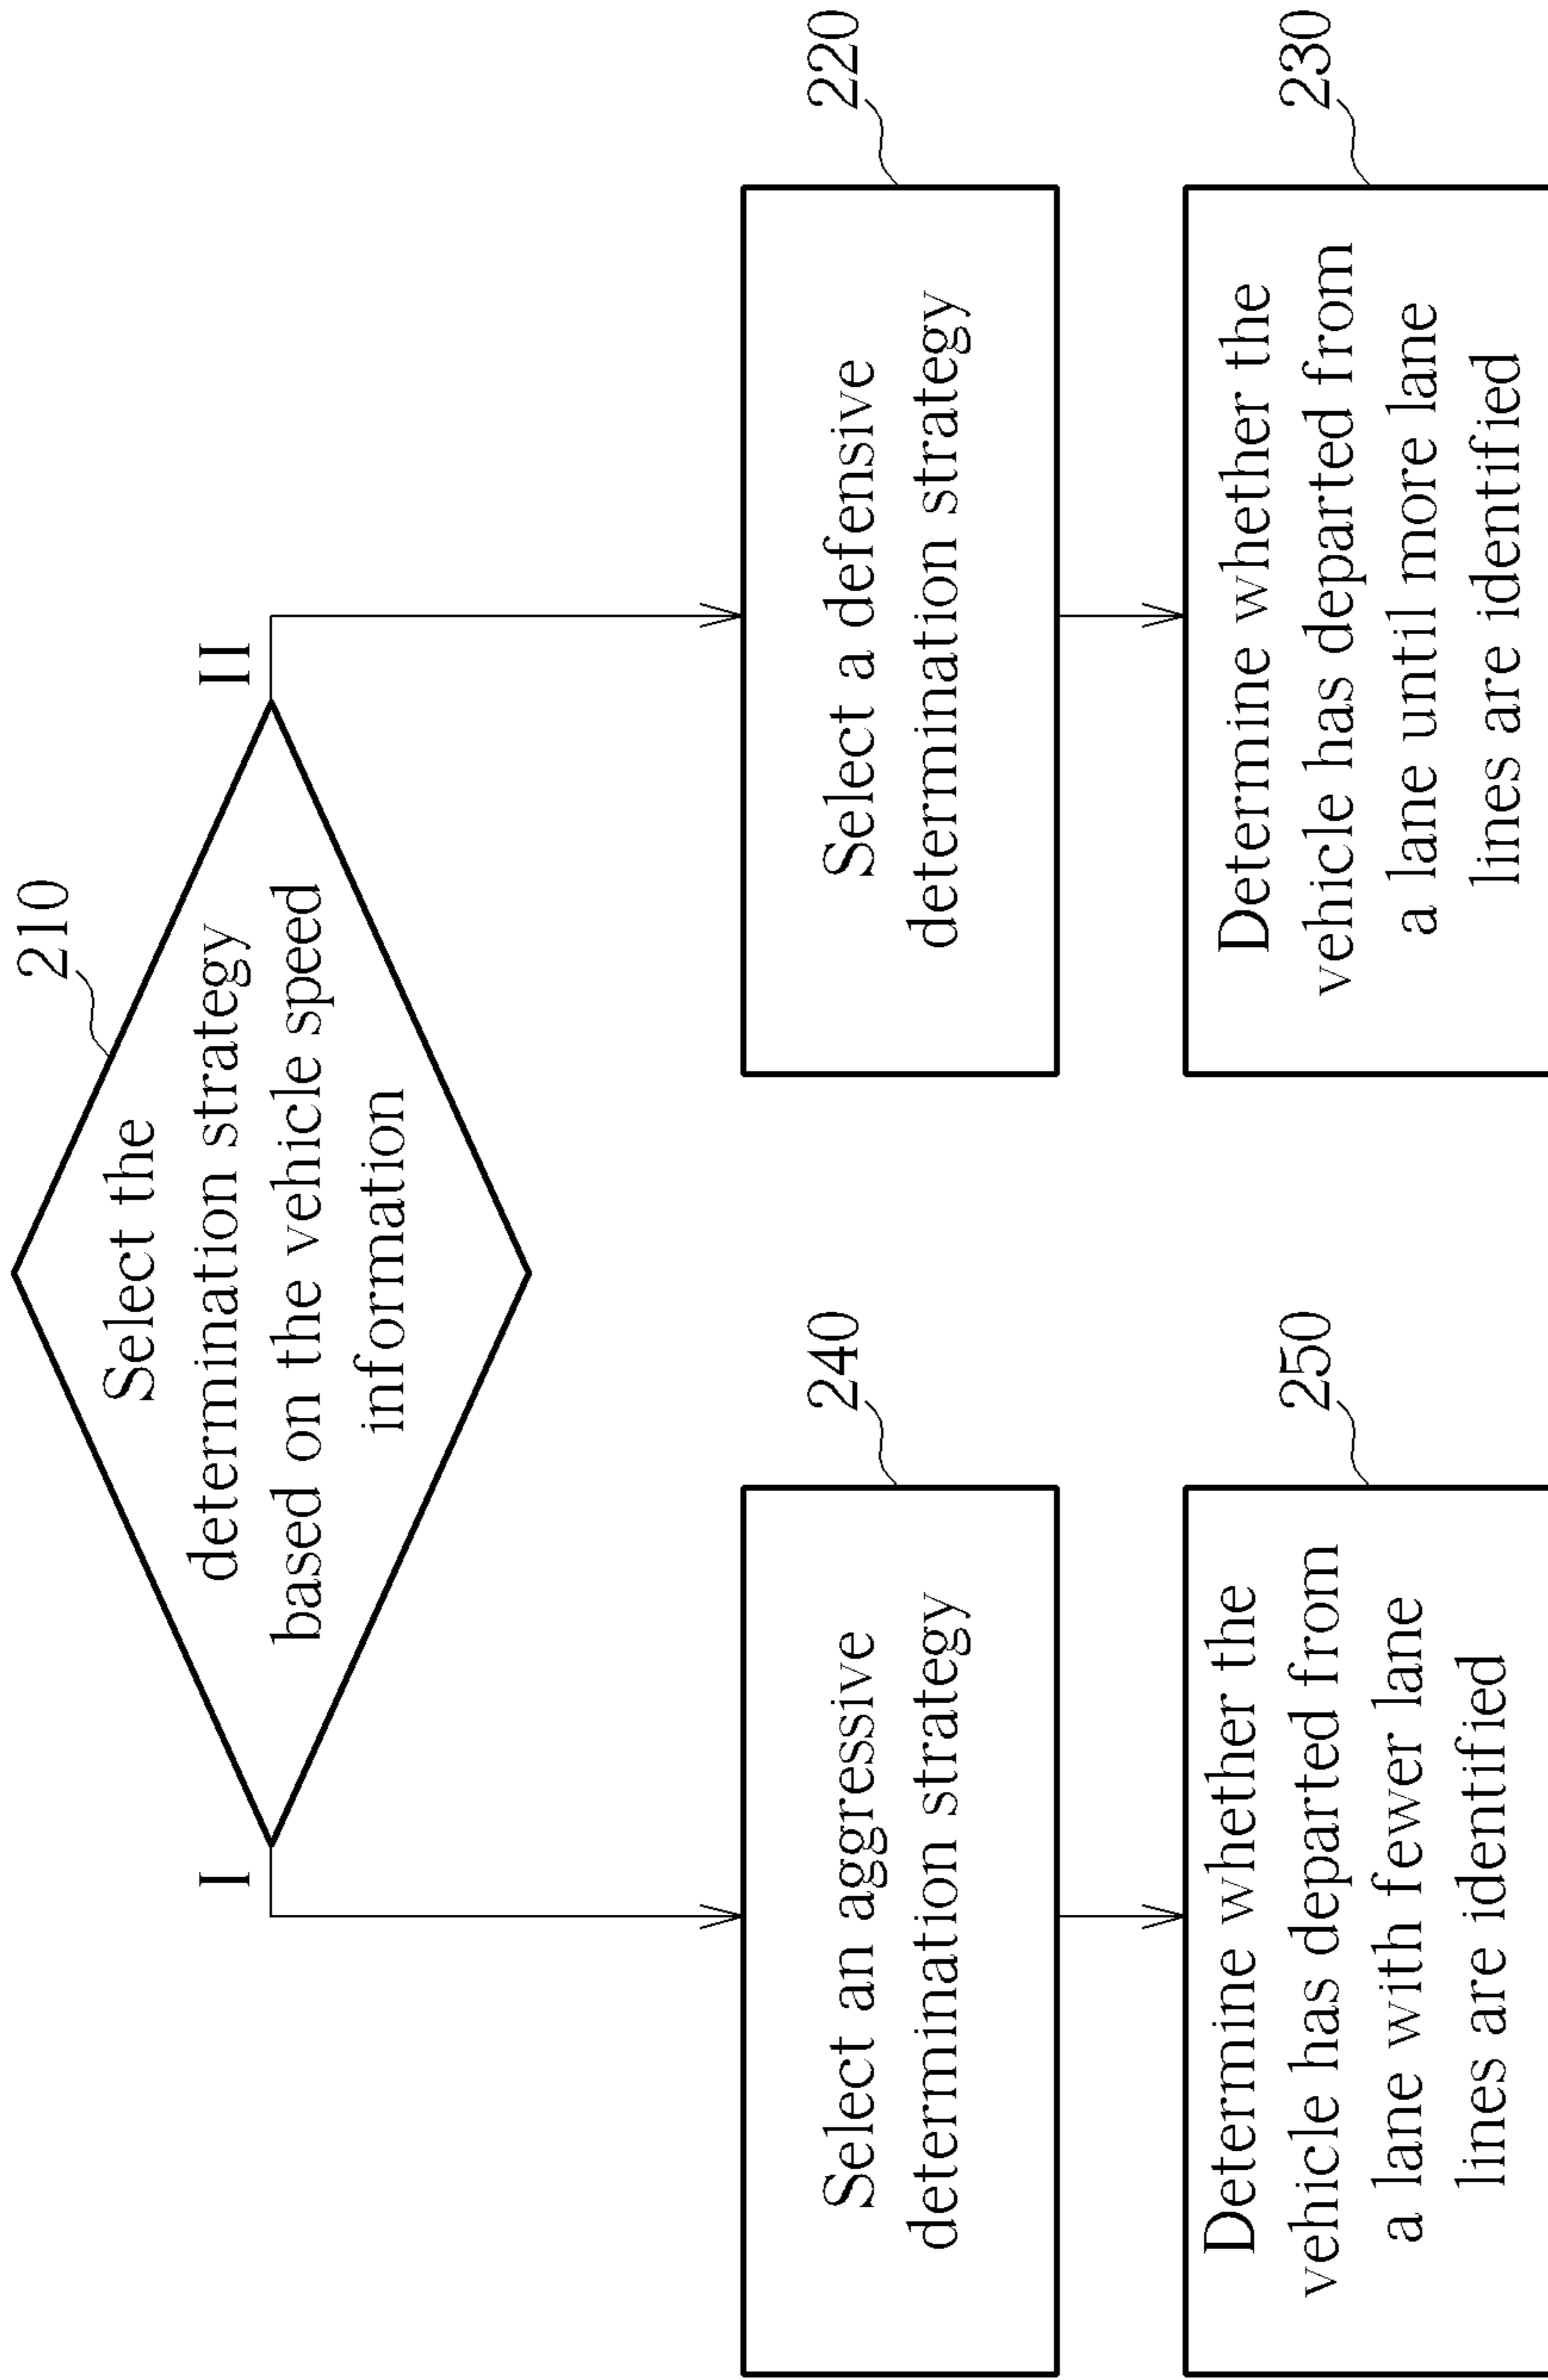 210
Select the
determination strategy
based on the vehicle speed
information
I
II
240
Select an aggressive
determination strategy
220
Select a defensive
determination strategy
250
Determine whether the
vehicle has departed from
a lane with fewer lane
lines are identified
230
Determine whether the
vehicle has departed from
a lane until more lane
lines are identified